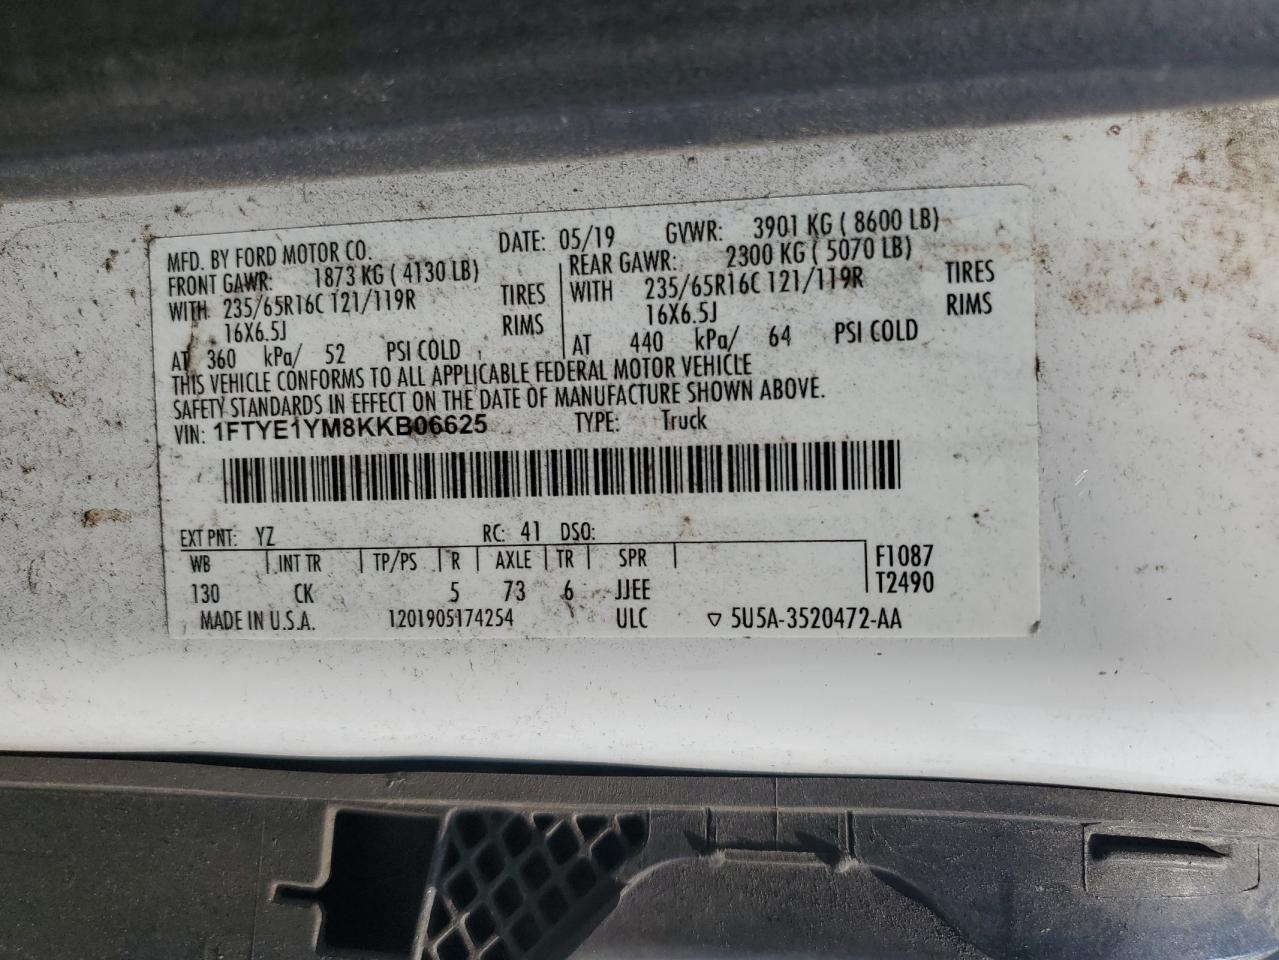 MFD. BY FORD MOTOR CO. DATE: 05/19 GVWR: 3901 KG ( 8600 LB)
FRONT GAWR: 1873 KG ( 4130 LB) REAR GAWR: 2300 KG ( 5070 LB)
WITH 235/65R16C 121/119R TIRES WITH 235/65R16C 121/119R TIRES
16X6.5J RIMS 16X6.5J RIMS
AT 360 kPa/ 52 PSI COLD AT 440 kPa/ 64 PSI COLD
THIS VEHICLE CONFORMS TO ALL APPLICABLE FEDERAL MOTOR VEHICLE
SAFETY STANDARDS IN EFFECT ON THE DATE OF MANUFACTURE SHOWN ABOVE.
VIN: 1FTYE1YM8KKB06625 TYPE: Truck
EXT PNT: YZ RC: 41 DSO:
WB INT TR TP/PS R AXLE TR SPR F1087
130 CK 5 73 6 JJEE T2490
MADE IN U.S.A. 1201905174254 ULC ▽ 5U5A-3520472-AA